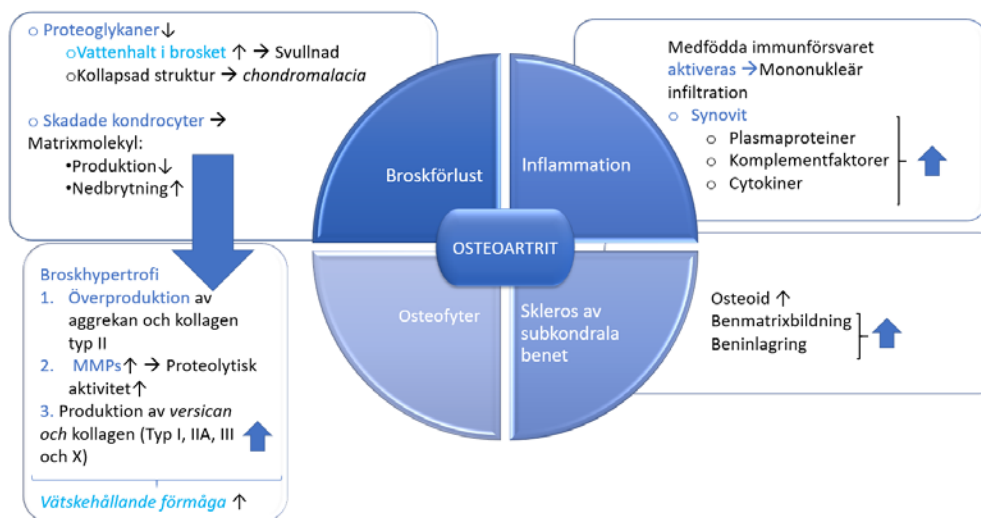 ○ Proteoglykaner↓
○Vattenhalt i brosket ↑ → Svullnad
○Kollapsad struktur → chondromalacia
○ Skadade kondrocyter →
Matrixmolekyl:
•Produktion↓
•Nedbrytning↑
Broskhypertrofi
1. Överproduktion av
aggrekan och kollagen
typ II
2. MMPs↑ → Proteolytisk
aktivitet↑
3. Produktion av versican
och kollagen (Typ I, IIA, III
och X)
Vätskehållande förmåga ↑
Broskförlust
Inflammation
OSTEOARTRIT
Osteofyter
Skleros av
subkondrala
benet
Medfödda immunförsvaret
aktiveras →Mononukleär
infiltration
○ Synovit
○ Plasmaproteiner
○ Komplementfaktorer
○ Cytokiner
Osteoid ↑
Benmatrixbildning
Beninlagring